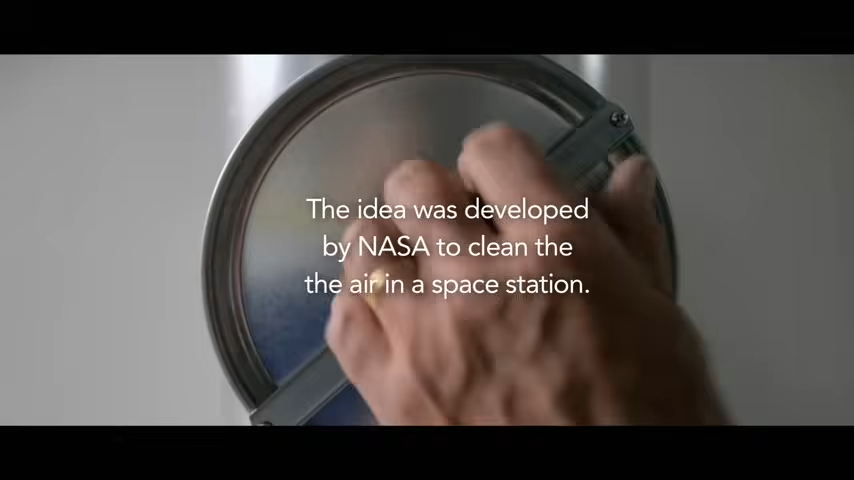 The idea was developed
by NASA to clean the
the air in a space station.